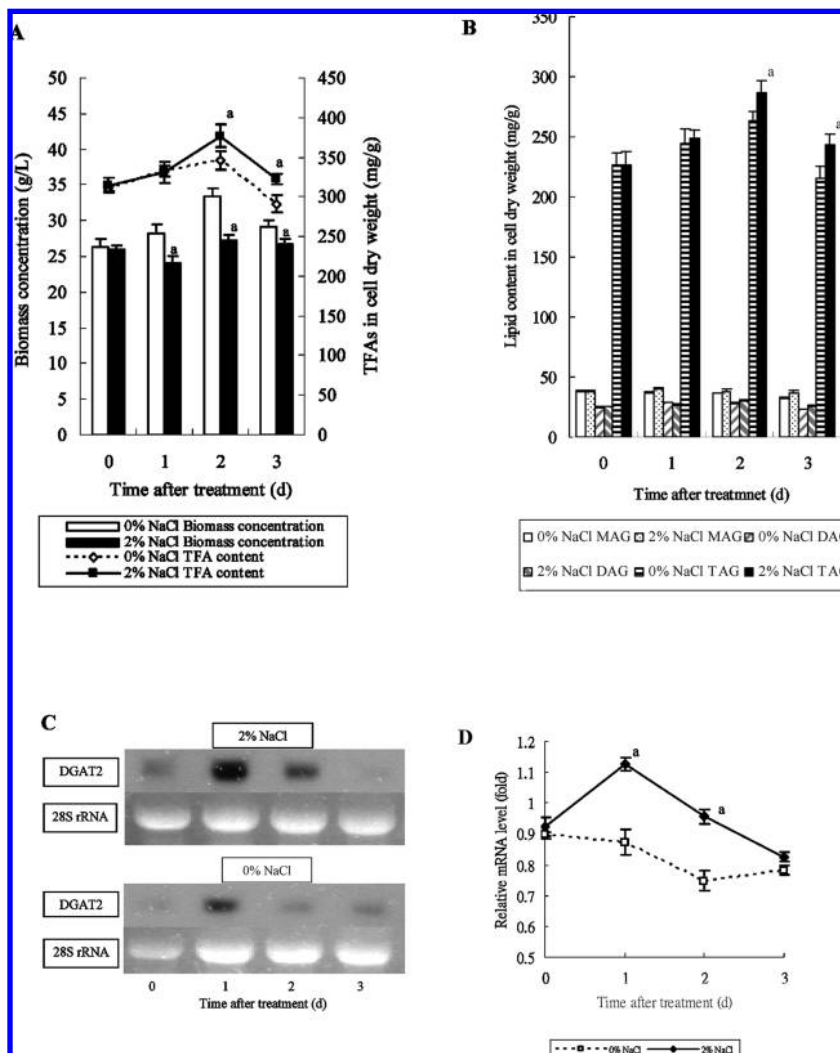 A
50
45
40
35
30
25
20
15
10
5
0
450
400
350
300
250
200
150
100
50
0
Biomass concentration (g/L)
TFAs in cell dry weight (mg/g)
a
a
a
a
a
0 1 2 3
Time after treatment (d)
0% NaCl Biomass concentration
2% NaCl Biomass concentration
0% NaCl TFA content
2% NaCl TFA content
B
350
300
250
200
150
100
50
0
Lipid content in cell dry weight (mg/g)
a
a
0 1 2 3
Time after treatmnet (d)
0% NaCl MAG 2% NaCl MAG 0% NaCl DAG
2% NaCl DAG 0% NaCl TAG 2% NaCl TAG
C
2% NaCl
DGAT2
28S rRNA
0% NaCl
DGAT2
28S rRNA
0 1 2 3
Time after treatment (d)
D
1.2
1.1
1
0.9
0.8
0.7
0.6
0.5
Relative mRNA level (fold)
a
a
0 1 2 3
Time after treatment (d)
0% NaCl 2% NaCl